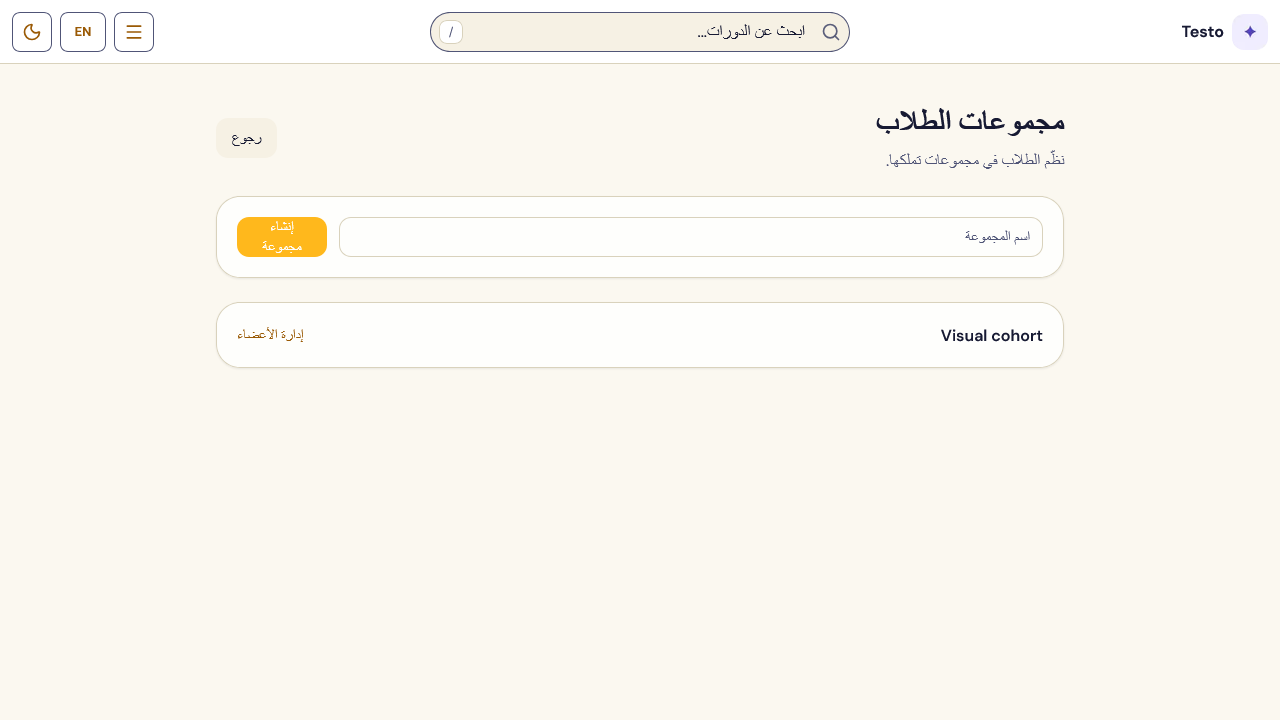 Testo
ابحث عن الدورات...
/
EN
مجموعات الطلاب
نظّم الطلاب في مجموعات تملكها.
رجوع
اسم المجموعة
إنشاء
مجموعة
Visual cohort
إدارة الأعضاء